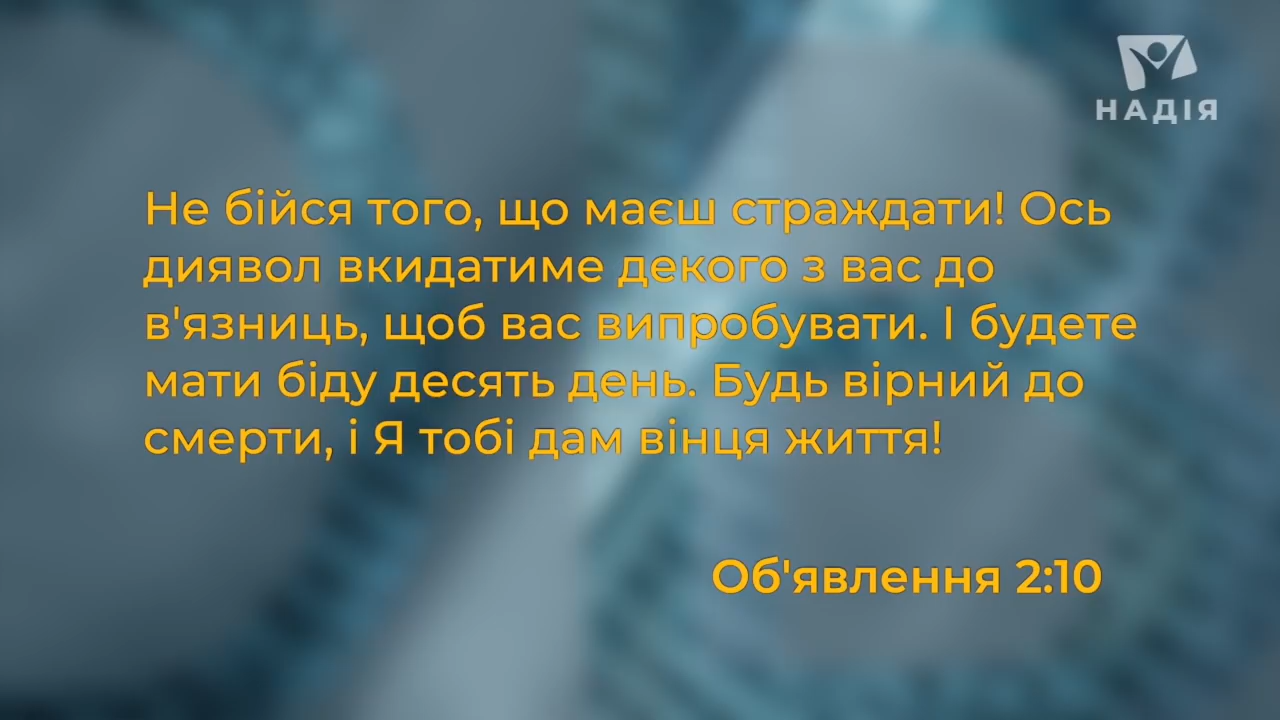 НАДІЯ
Не бійся того, що маєш страждати! Ось
диявол вкидатиме декого з вас до
в'язниць, щоб вас випробувати. І будете
мати біду десять день. Будь вірний до
смерти, і Я тобі дам вінця життя!
Об'явлення 2:10